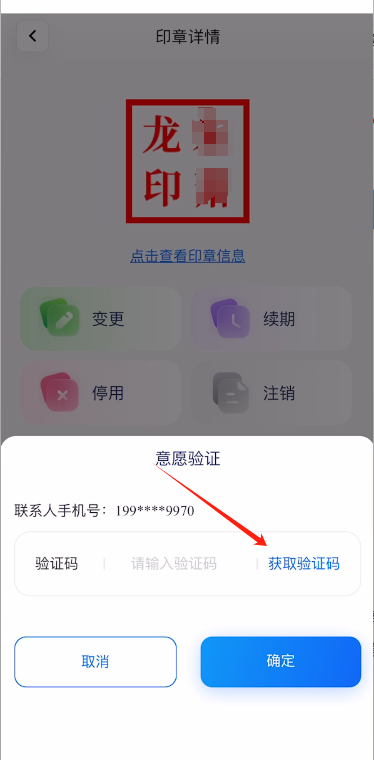 印章详情
龙
印
点击查看印章信息
变更
续期
停用
注销
意愿验证
联系人手机号：199****9970
验证码 请输入验证码 获取验证码
取消 确定